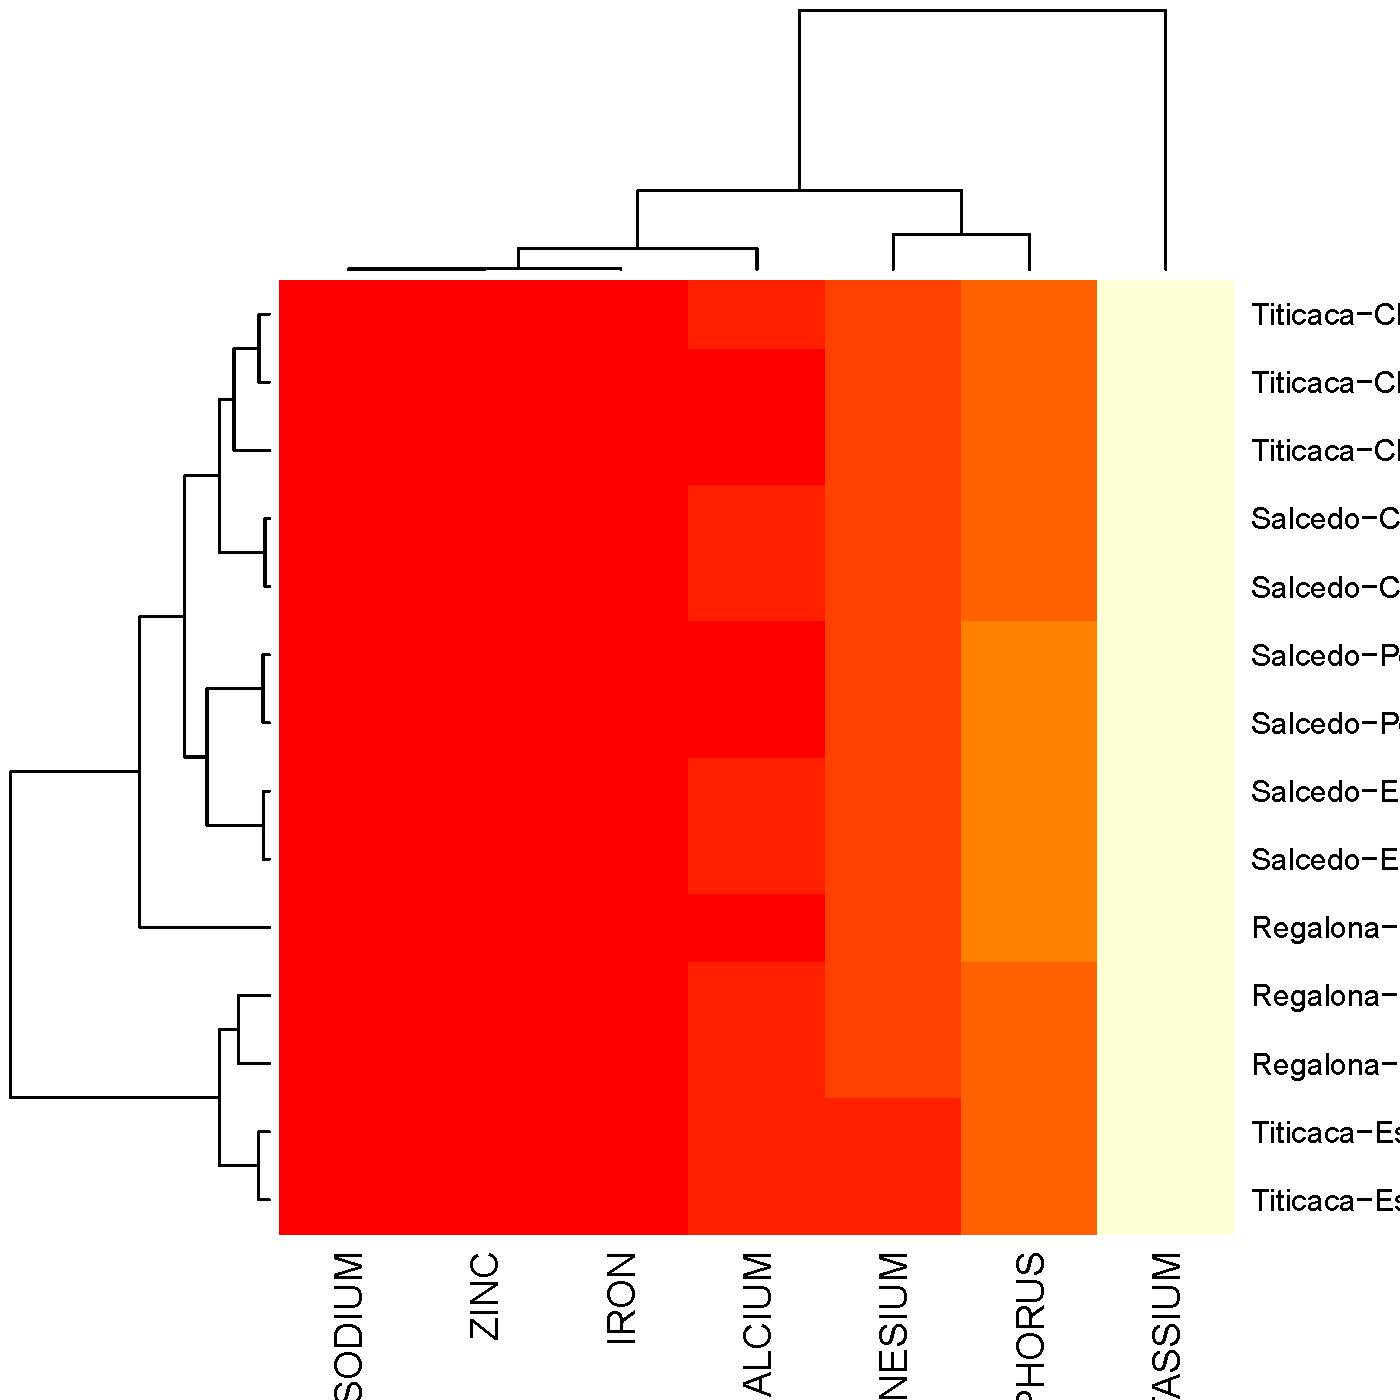 Titicaca−Cl
Titicaca−Cl
Titicaca−Cl
Salcedo−C
Salcedo−C
Salcedo−P
Salcedo−P
Salcedo−E
Salcedo−E
Regalona−
Regalona−
Regalona−
Titicaca−Es
Titicaca−Es
SODIUM
ZINC
IRON
ALCIUM
NESIUM
PHORUS
ASSIUM